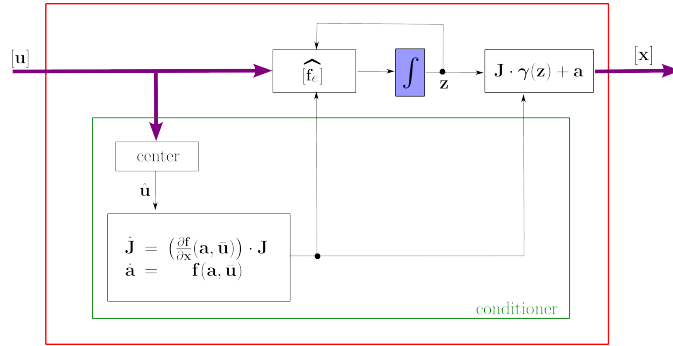 [𝐮]
[f̂_c]
∫
𝐳
𝐉 · 𝛄(𝐳) + 𝐚
[𝐱]
center
û
𝐉̇ = (∂𝐟/∂𝐱(𝐚, 𝐮̄)) · 𝐉
𝐚̇ = 𝐟(𝐚, 𝐮̄)
conditioner